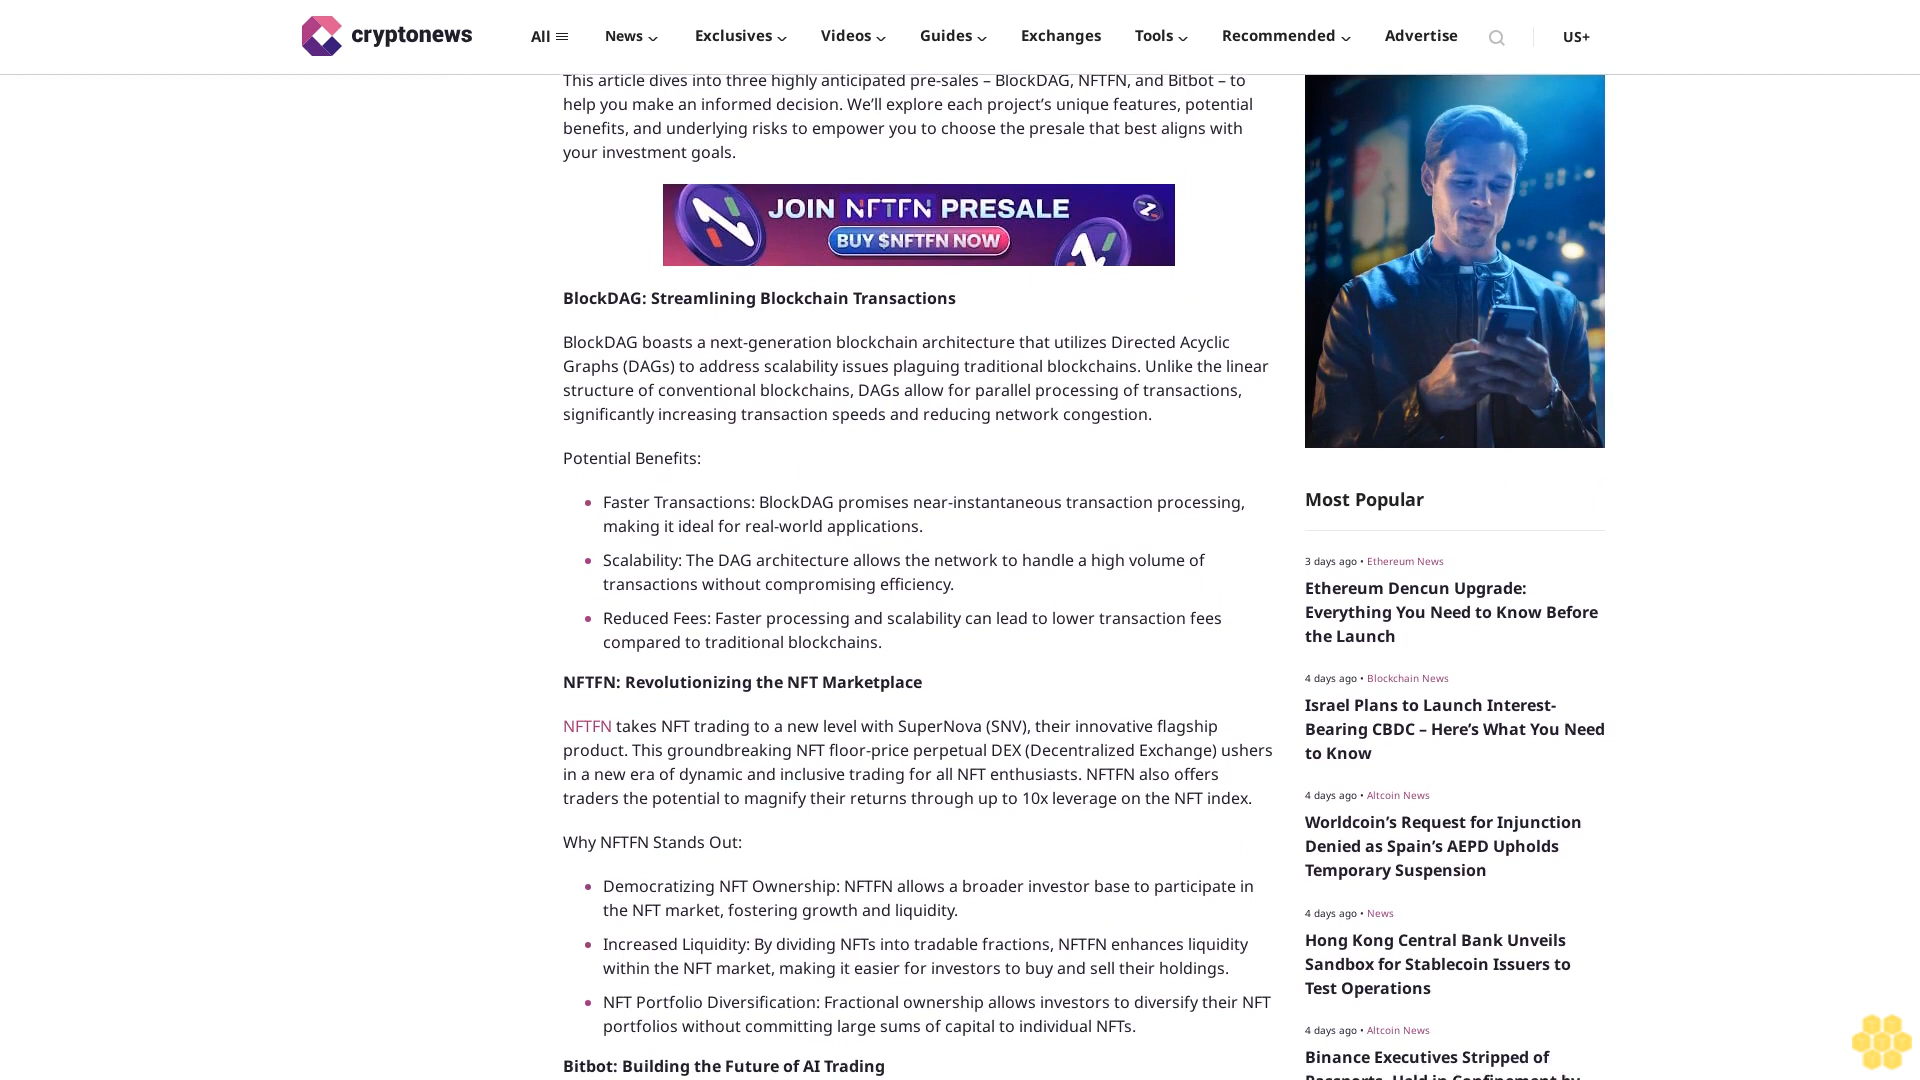 cryptonews
All
News
Exclusives
Videos
Guides
Exchanges
Tools
Recommended
Advertise
US+
This article dives into three highly anticipated pre-sales – BlockDAG, NFTFN, and Bitbot – to
help you make an informed decision. We’ll explore each project’s unique features, potential
benefits, and underlying risks to empower you to choose the presale that best aligns with
your investment goals.
JOIN NFTFN PRESALE
BUY $NFTFN NOW
BlockDAG: Streamlining Blockchain Transactions
BlockDAG boasts a next-generation blockchain architecture that utilizes Directed Acyclic
Graphs (DAGs) to address scalability issues plaguing traditional blockchains. Unlike the linear
structure of conventional blockchains, DAGs allow for parallel processing of transactions,
significantly increasing transaction speeds and reducing network congestion.
Potential Benefits:
Faster Transactions: BlockDAG promises near-instantaneous transaction processing,
making it ideal for real-world applications.
Scalability: The DAG architecture allows the network to handle a high volume of
transactions without compromising efficiency.
Reduced Fees: Faster processing and scalability can lead to lower transaction fees
compared to traditional blockchains.
NFTFN: Revolutionizing the NFT Marketplace
NFTFN takes NFT trading to a new level with SuperNova (SNV), their innovative flagship
product. This groundbreaking NFT floor-price perpetual DEX (Decentralized Exchange) ushers
in a new era of dynamic and inclusive trading for all NFT enthusiasts. NFTFN also offers
traders the potential to magnify their returns through up to 10x leverage on the NFT index.
Why NFTFN Stands Out:
Democratizing NFT Ownership: NFTFN allows a broader investor base to participate in
the NFT market, fostering growth and liquidity.
Increased Liquidity: By dividing NFTs into tradable fractions, NFTFN enhances liquidity
within the NFT market, making it easier for investors to buy and sell their holdings.
NFT Portfolio Diversification: Fractional ownership allows investors to diversify their NFT
portfolios without committing large sums of capital to individual NFTs.
Bitbot: Building the Future of AI Trading
Most Popular
3 days ago • Ethereum News
Ethereum Dencun Upgrade:
Everything You Need to Know Before
the Launch
4 days ago • Blockchain News
Israel Plans to Launch Interest-
Bearing CBDC – Here’s What You Need
to Know
4 days ago • Altcoin News
Worldcoin’s Request for Injunction
Denied as Spain’s AEPD Upholds
Temporary Suspension
4 days ago • News
Hong Kong Central Bank Unveils
Sandbox for Stablecoin Issuers to
Test Operations
4 days ago • Altcoin News
Binance Executives Stripped of
Passports, Held in Confinement by